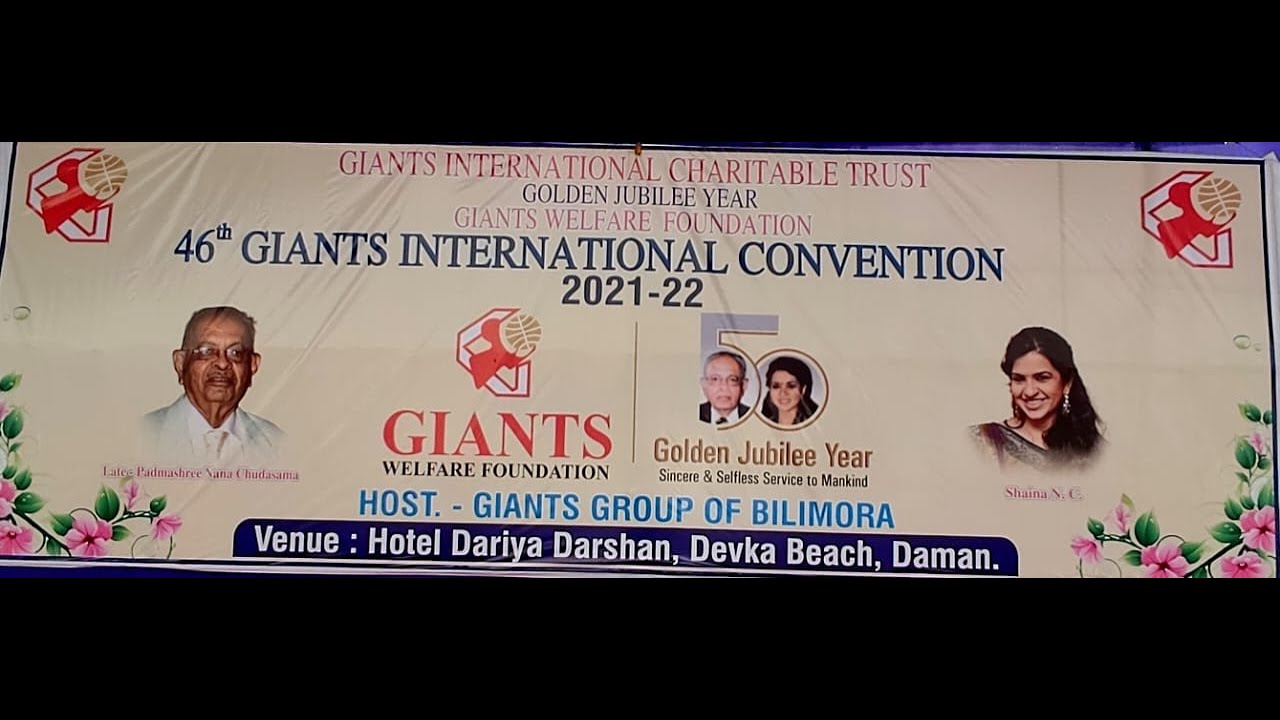 GIANTS INTERNATIONAL CHARITABLE TRUST
GOLDEN JUBILEE YEAR
GIANTS WELFARE FOUNDATION
46th GIANTS INTERNATIONAL CONVENTION
2021-22
Late. Padmashree Nana Chudasama
GIANTS
WELFARE FOUNDATION
50
Golden Jubilee Year
Sincere & Selfless Service to Mankind
Shaina N. C.
HOST. - GIANTS GROUP OF BILIMORA
Venue : Hotel Dariya Darshan, Devka Beach, Daman.